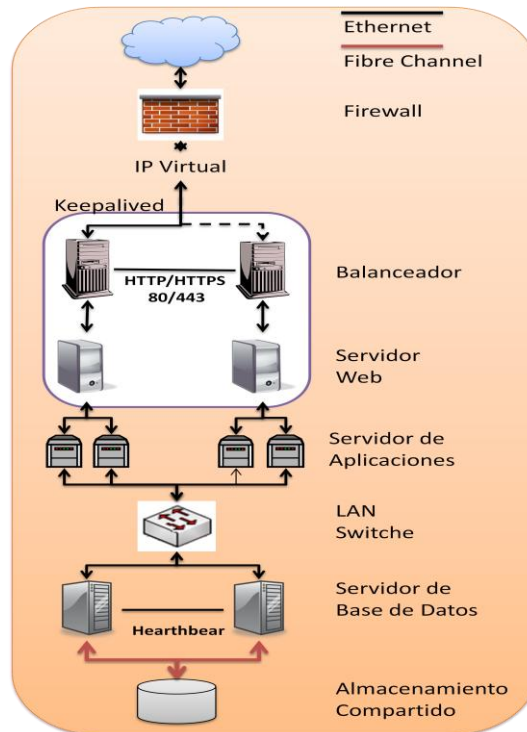 Ethernet
Fibre Channel
Firewall
IP Virtual
Keepalived
HTTP/HTTPS
80/443
Balanceador
Servidor
Web
Servidor de
Aplicaciones
LAN
Switche
Servidor de
Base de Datos
Hearthbear
Almacenamiento
Compartido